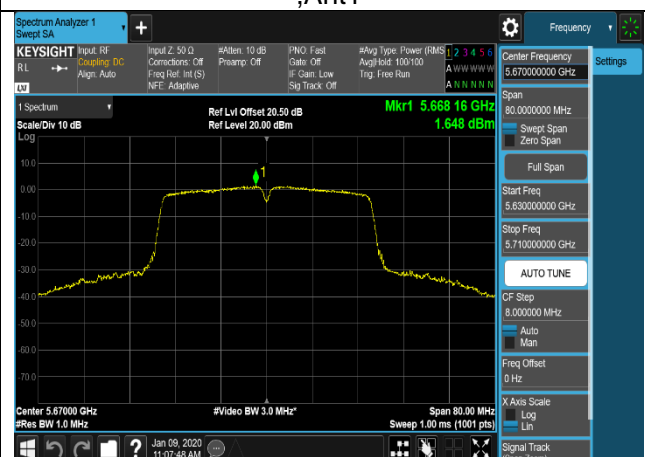 ,Ant1
Spectrum Analyzer 1
Swept SA
+
Frequency
KEYSIGHT
RL
LXI
Input: RF
Coupling: DC
Align: Auto
Input Z: 50 Ω
Corrections: Off
Freq Ref: Int (S)
NFE: Adaptive
#Atten: 10 dB
Preamp: Off
PNO: Fast
Gate: Off
IF Gain: Low
Sig Track: Off
#Avg Type: Power (RMS
Avg|Hold: 100/100
Trig: Free Run
1 2 3 4 5 6
A W W W W W
A N N N N N
Center Frequency
5.670000000 GHz
Settings
Span
80.0000000 MHz
Swept Span
Zero Span
Full Span
Start Freq
5.630000000 GHz
Stop Freq
5.710000000 GHz
AUTO TUNE
CF Step
8.000000 MHz
Auto
Man
Freq Offset
0 Hz
X Axis Scale
Log
Lin
Signal Track
1 Spectrum
Scale/Div 10 dB
Log
Ref Lvl Offset 20.50 dB
Ref Level 20.00 dBm
Mkr1 5.668 16 GHz
1.648 dBm
1
10.0
0.00
-10.0
-20.0
-30.0
-40.0
-50.0
-60.0
-70.0
Center 5.67000 GHz
#Res BW 1.0 MHz
#Video BW 3.0 MHz*
Span 80.00 MHz
Sweep 1.00 ms (1001 pts)
?
Jan 09, 2020
11:07:48 AM